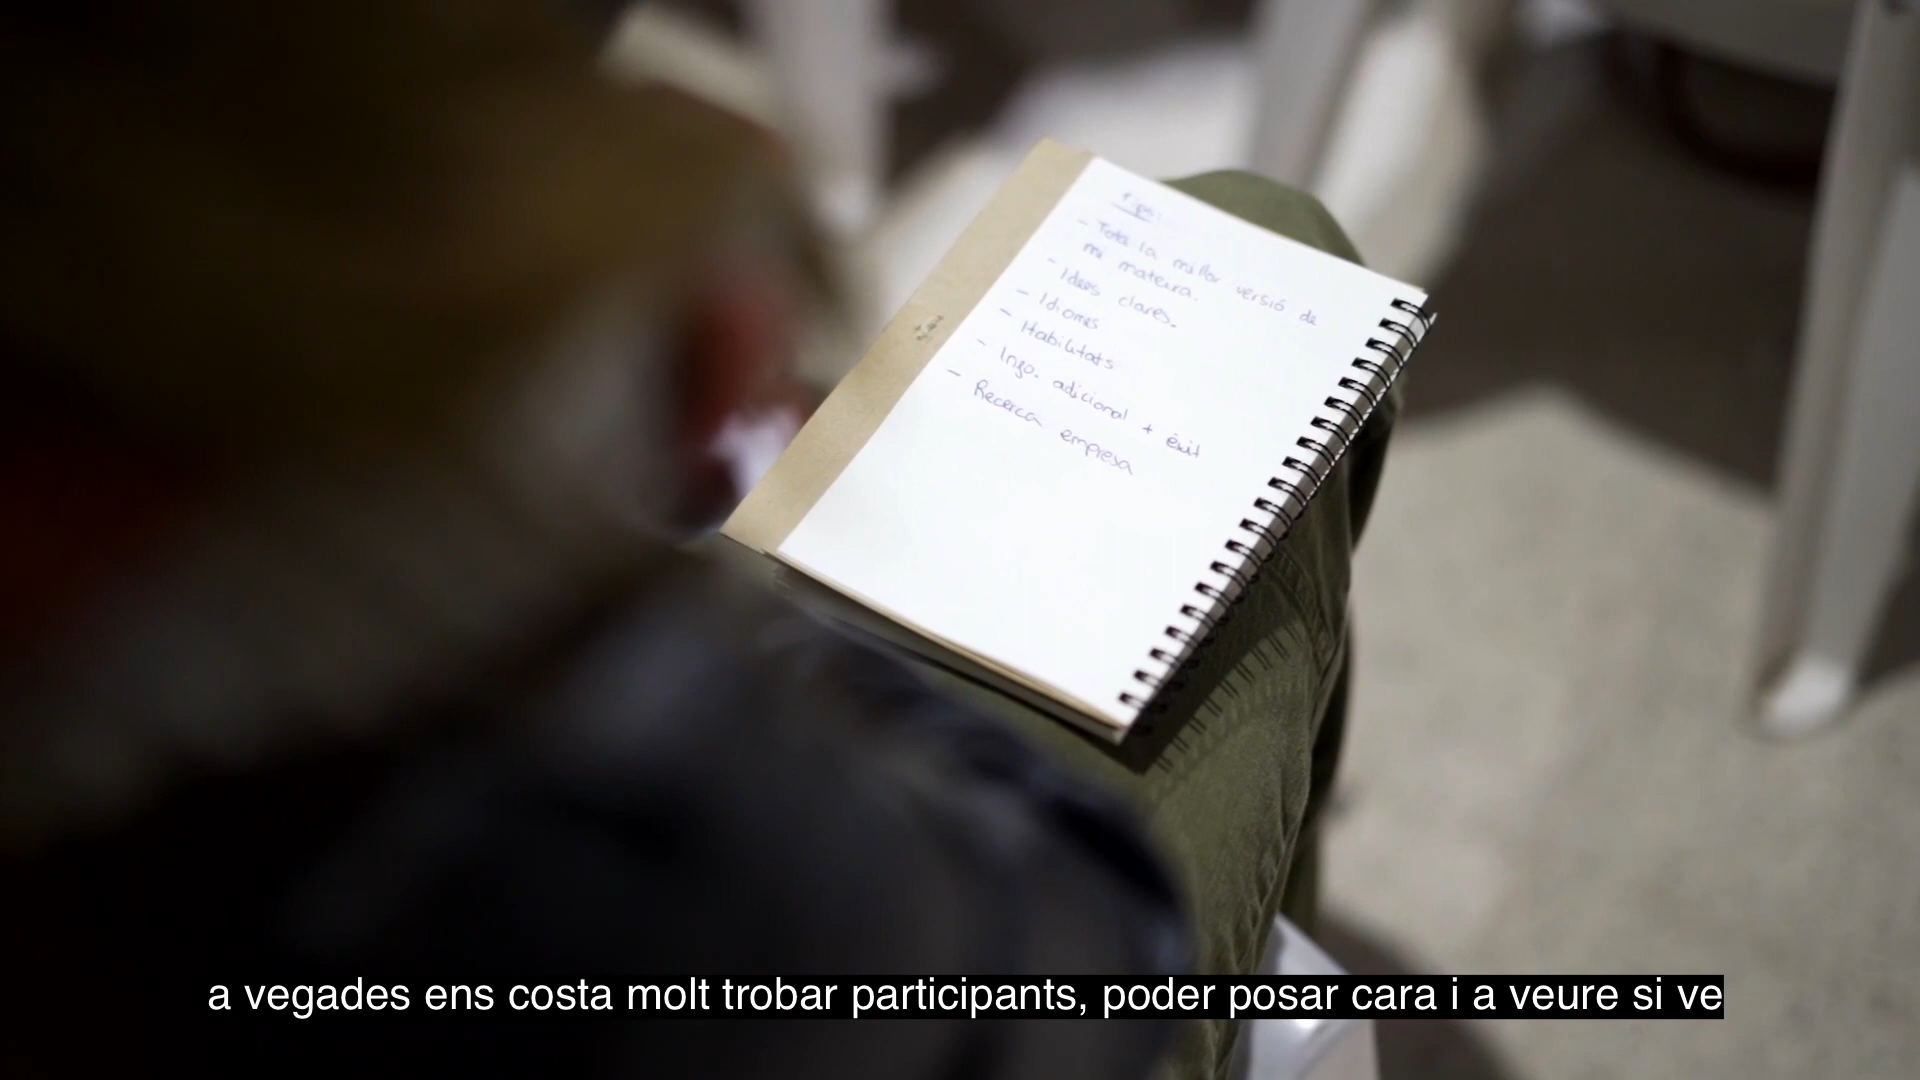 tips:
- Tota la millor versió de
mi mateixa.
- Idees clares.
- Idiomes
- Habilitats
- Ingo. adicional + èxit
- Recerca empresa
a vegades ens costa molt trobar participants, poder posar cara i a veure si ve